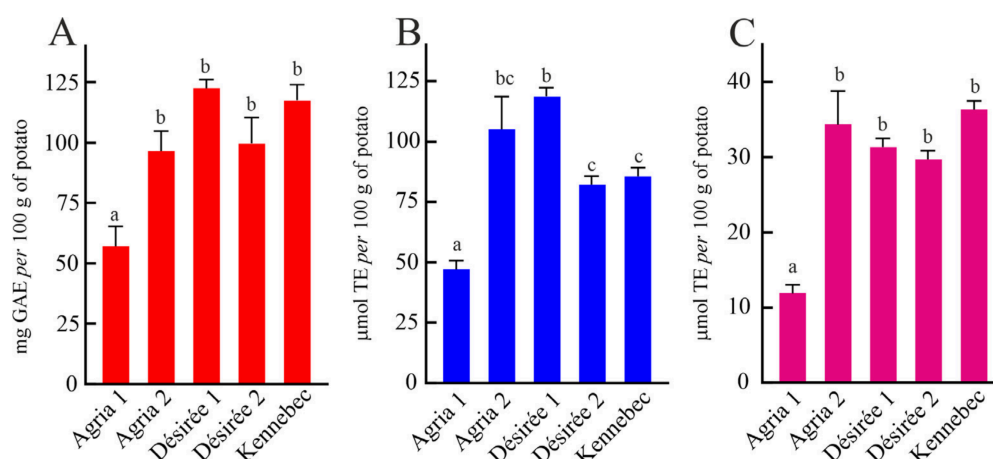 A
mg GAE per 100 g of potato
125
100
75
50
25
0
a
b
b
b
b
Agria 1
Agria 2
Désirée 1
Désirée 2
Kennebec
B
µmol TE per 100 g of potato
125
100
75
50
25
0
a
bc
b
c
c
Agria 1
Agria 2
Désirée 1
Désirée 2
Kennebec
C
µmol TE per 100 g of potato
40
30
20
10
0
a
b
b
b
b
Agria 1
Agria 2
Désirée 1
Désirée 2
Kennebec